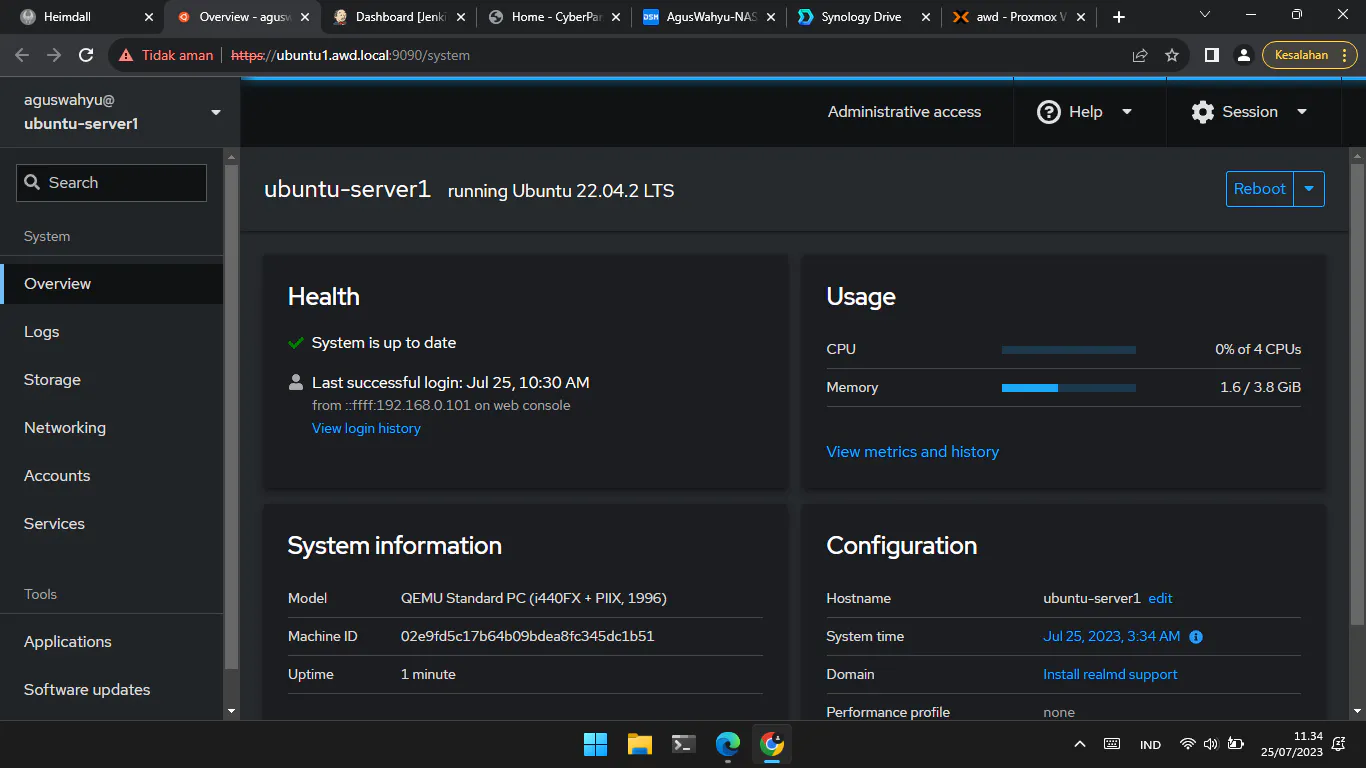 Heimdall
Overview - agusw
Dashboard [Jenki
Home - CyberPan
DSM
AgusWahyu-NAS
Synology Drive
awd - Proxmox V
Tidak aman
https://ubuntu1.awd.local:9090/system
Kesalahan
aguswahyu@
ubuntu-server1
Administrative access
Help
Session
Search
System
Overview
Logs
Storage
Networking
Accounts
Services
Tools
Applications
Software updates
ubuntu-server1 running Ubuntu 22.04.2 LTS
Reboot
Health
System is up to date
Last successful login: Jul 25, 10:30 AM
from ::ffff:192.168.0.101 on web console
View login history
Usage
CPU 0% of 4 CPUs
Memory 1.6 / 3.8 GiB
View metrics and history
System information
Model QEMU Standard PC (i440FX + PIIX, 1996)
Machine ID 02e9fd5c17b64b09bdea8fc345dc1b51
Uptime 1 minute
Configuration
Hostname ubuntu-server1 edit
System time Jul 25, 2023, 3:34 AM
Domain Install realmd support
Performance profile none
IND
11.34
25/07/2023